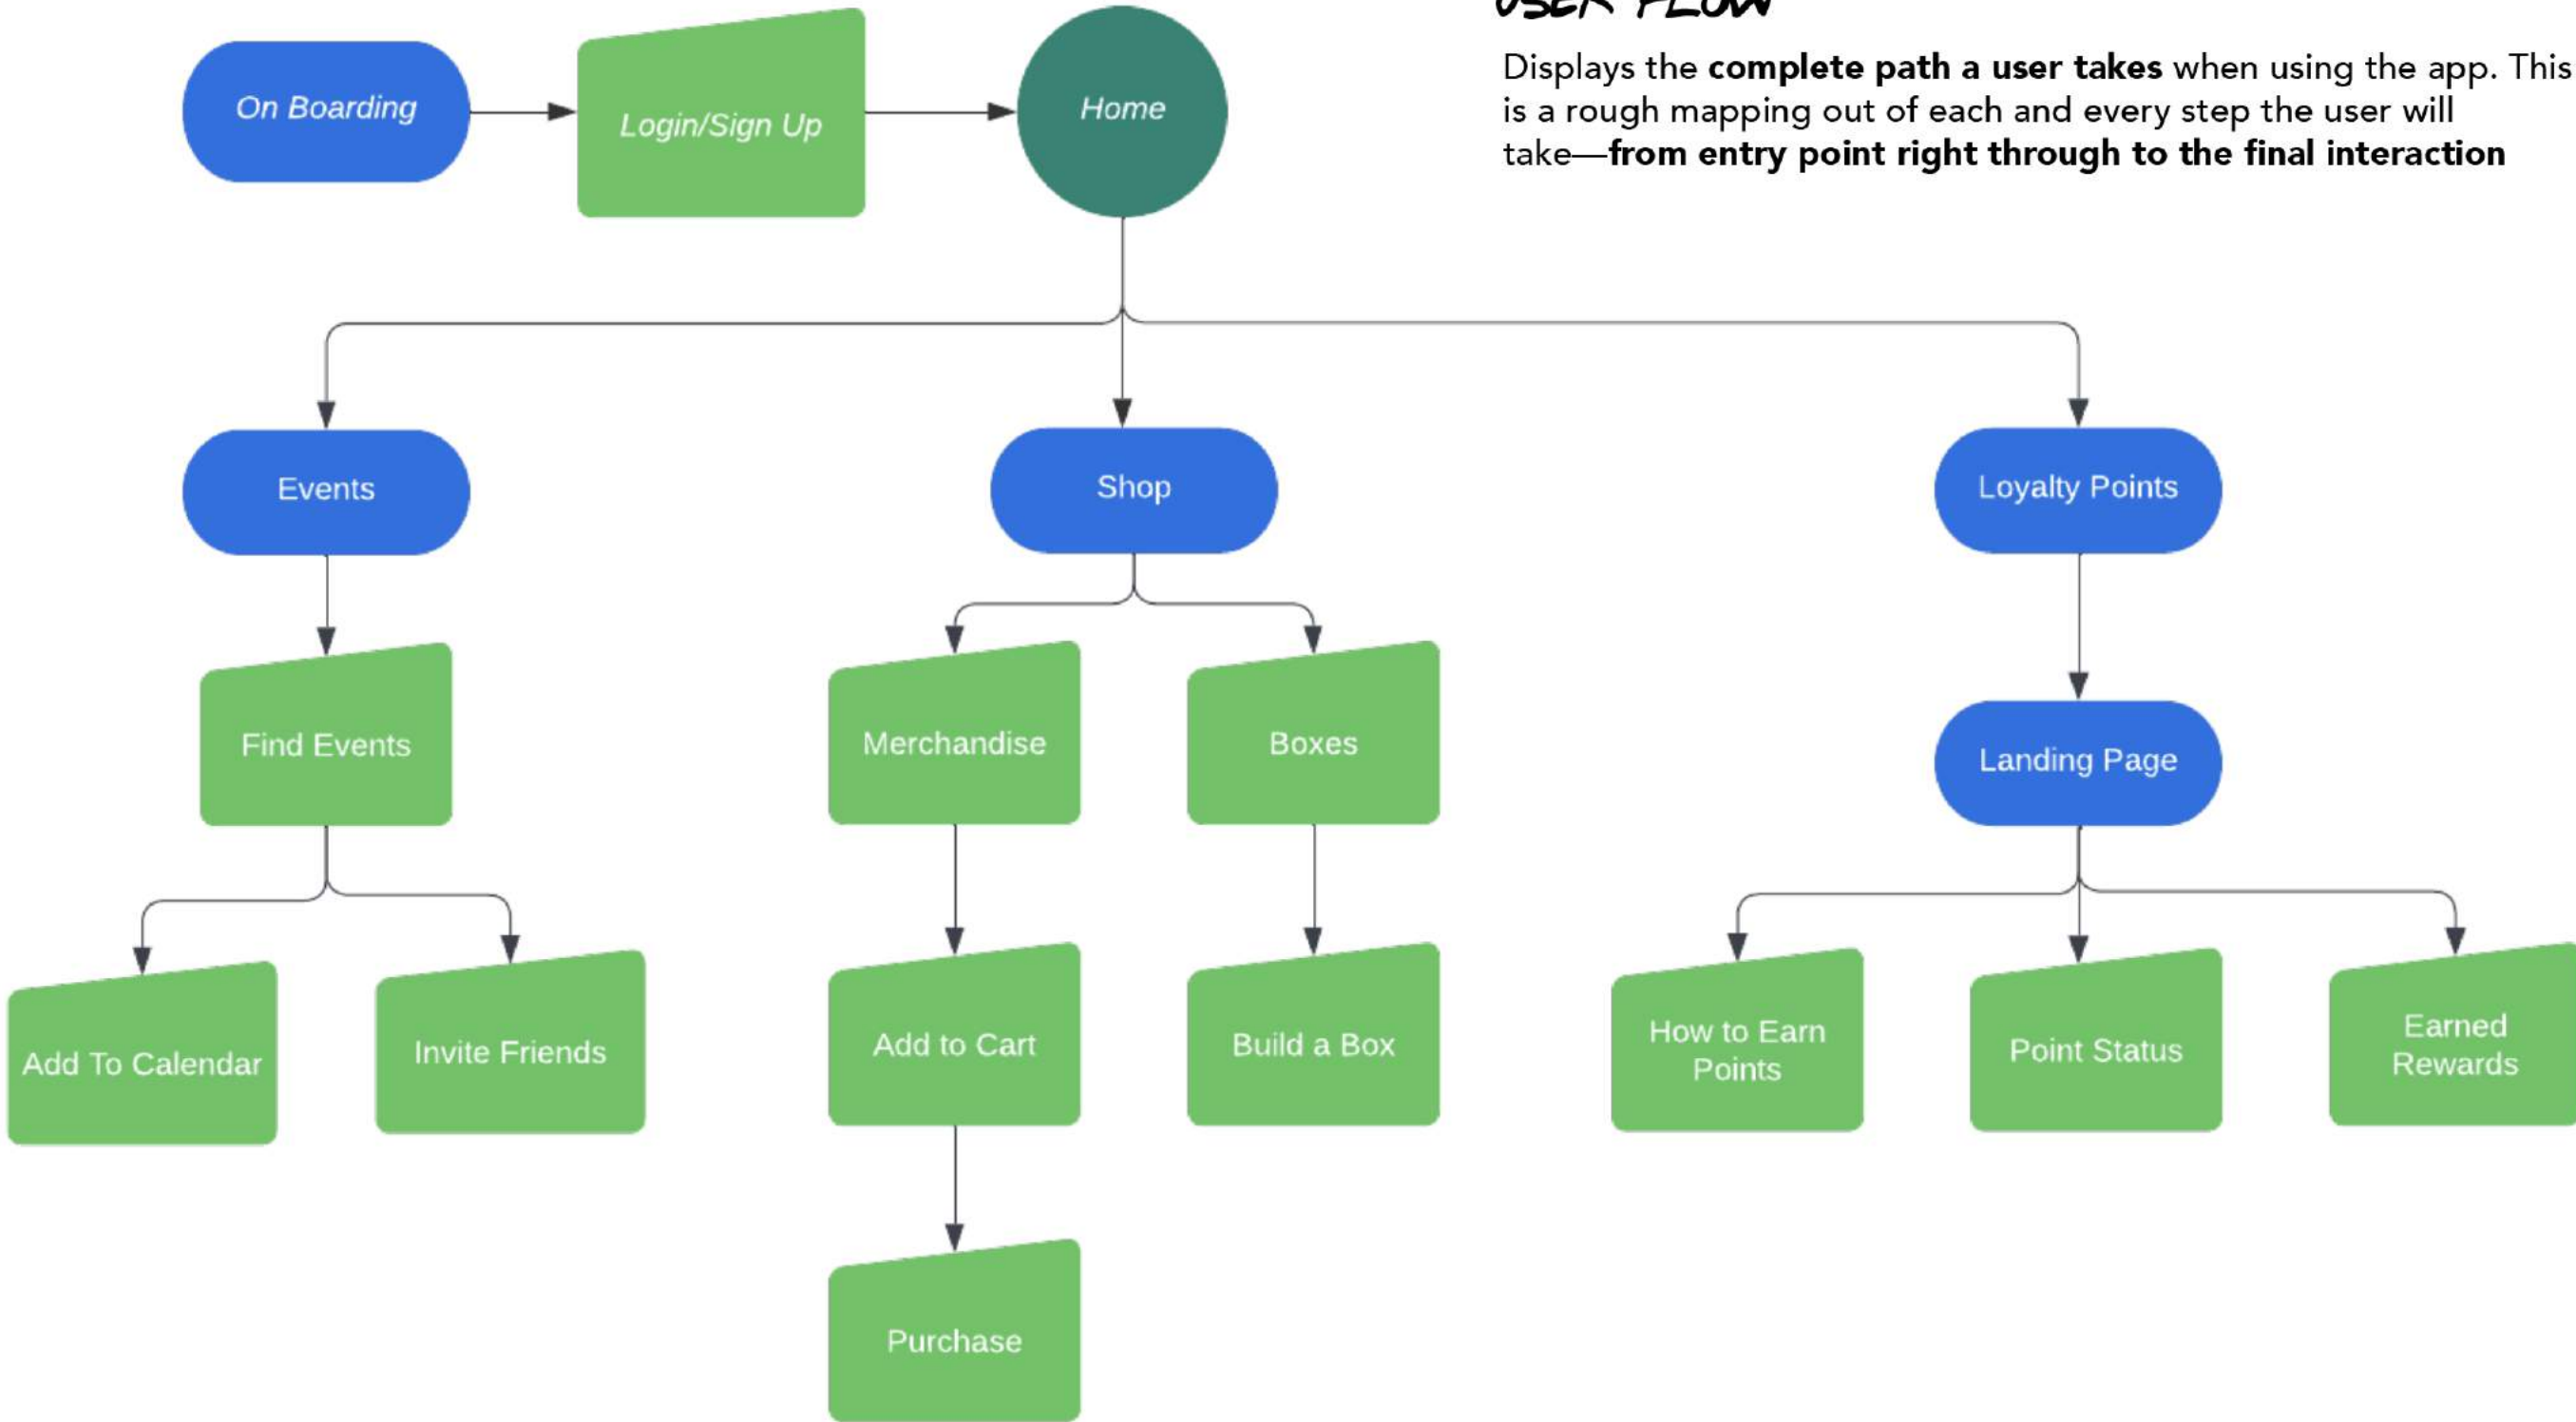 USER FLOW
Displays the complete path a user takes when using the app. This
is a rough mapping out of each and every step the user will
take—from entry point right through to the final interaction
On Boarding
Login/Sign Up
Home
Events
Shop
Loyalty Points
Find Events
Merchandise
Boxes
Landing Page
Add To Calendar
Invite Friends
Add to Cart
Build a Box
How to Earn
Points
Point Status
Earned
Rewards
Purchase